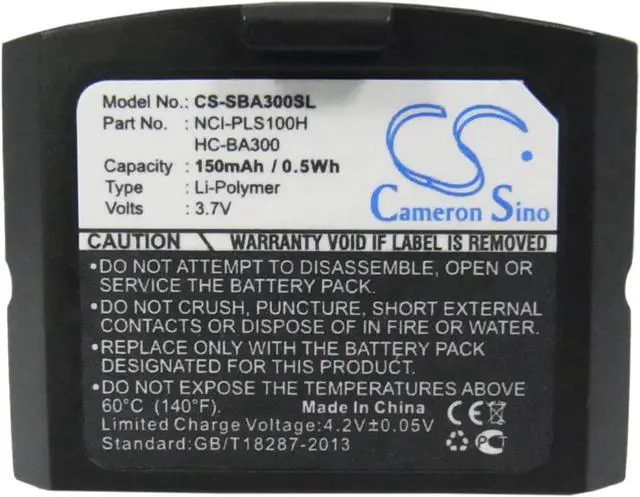 Model No.: CS-SBA300SL
Part No. : NCI-PLS100H
HC-BA300
Capacity : 150mAh / 0.5Wh
Type : Li-Polymer
Volts : 3.7V
CS
Cameron Sino
CAUTION \ WARRANTY VOID IF LABEL IS REMOVED
•DO NOT ATTEMPT TO DISASSEMBLE, OPEN OR
SERVICE THE BATTERY PACK.
•DO NOT CRUSH, PUNCTURE, SHORT EXTERNAL
CONTACTS OR DISPOSE OF IN FIRE OR WATER.
•REPLACE ONLY WITH THE BATTERY PACK
DESIGNATED FOR THIS PRODUCT.
•DO NOT EXPOSE THE TEMPERATURE ABOVE
60°C (140°F).
Made In China
Limited Charge Voltage:4.2V±0.05V
Standard:GB/T18287-2013
CE
PCT